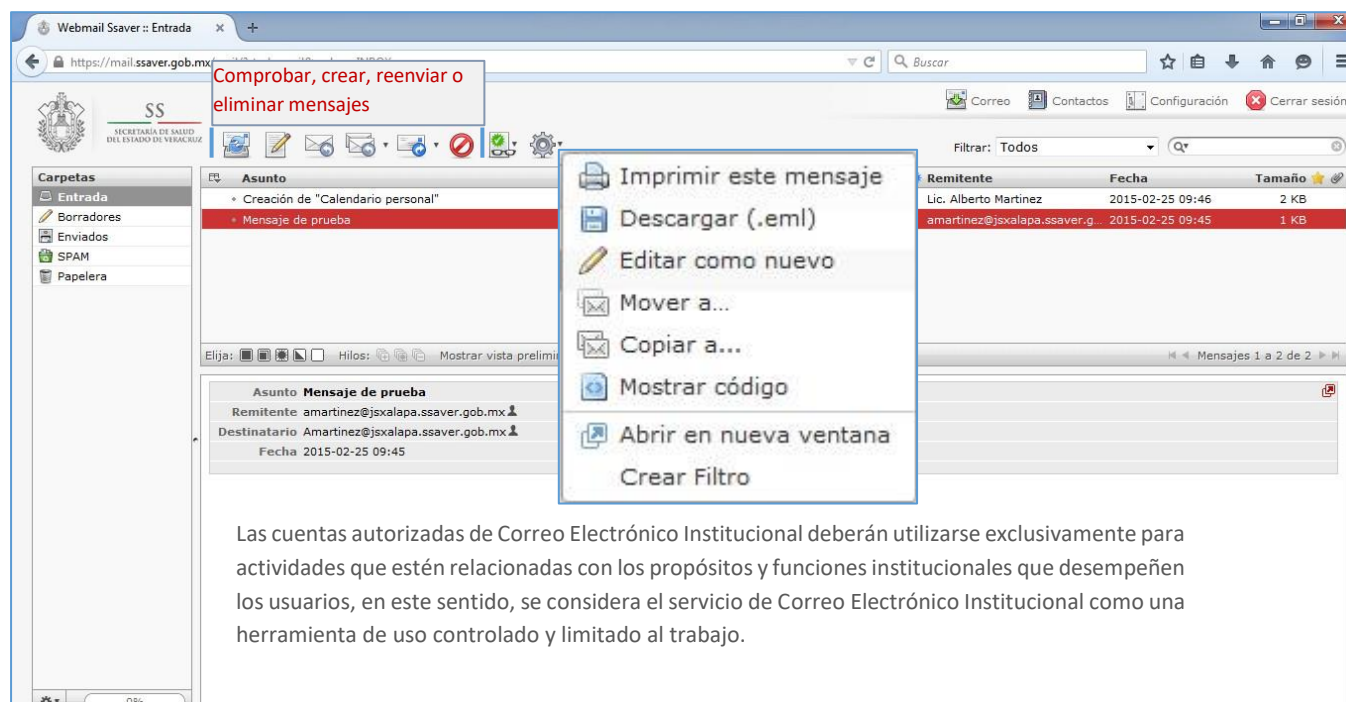 Webmail Ssaver :: Entrada
https://mail.ssaver.gob.mx
Buscar
Comprobar, crear, reenviar o
eliminar mensajes
SS
SECRETARÍA DE SALUD
DEL ESTADO DE VERACRUZ
Correo Contactos Configuración Cerrar sesión
Filtrar: Todos
Carpetas
Entrada
Borradores
Enviados
SPAM
Papelera
Asunto Remitente Fecha Tamaño
Creación de "Calendario personal" Lic. Alberto Martinez 2015-02-25 09:46 2 KB
Mensaje de prueba amartinez@jsxalapa.ssaver.g... 2015-02-25 09:45 1 KB
Imprimir este mensaje
Descargar (.eml)
Editar como nuevo
Mover a...
Copiar a...
Mostrar código
Abrir en nueva ventana
Crear Filtro
Elija: Hilos: Mostrar vista prelimi Mensajes 1 a 2 de 2
Asunto Mensaje de prueba
Remitente amartinez@jsxalapa.ssaver.gob.mx
Destinatario Amartinez@jsxalapa.ssaver.gob.mx
Fecha 2015-02-25 09:45
Las cuentas autorizadas de Correo Electrónico Institucional deberán utilizarse exclusivamente para
actividades que estén relacionadas con los propósitos y funciones institucionales que desempeñen
los usuarios, en este sentido, se considera el servicio de Correo Electrónico Institucional como una
herramienta de uso controlado y limitado al trabajo.
0%